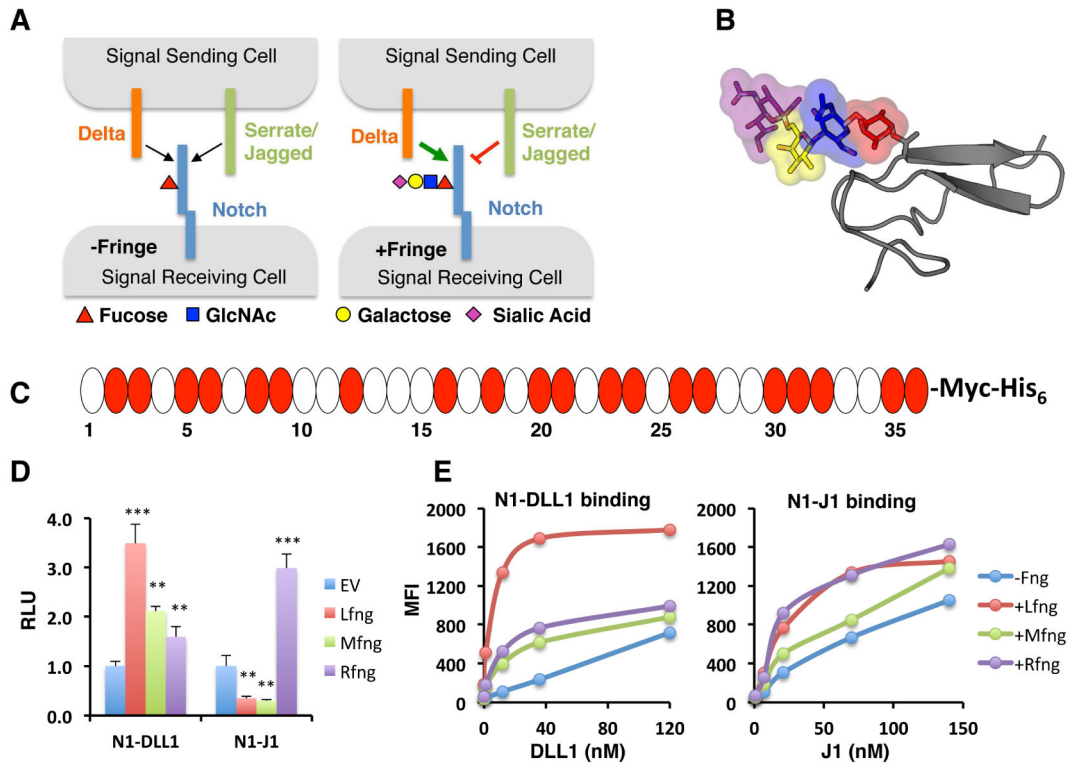 A
Signal Sending Cell
Delta
Serrate/
Jagged
Notch
-Fringe
Signal Receiving Cell
Signal Sending Cell
Delta
Serrate/
Jagged
Notch
+Fringe
Signal Receiving Cell
Fucose GlcNAc Galactose Sialic Acid
B
C
-Myc-His6
1 5 10 15 20 25 30 35
D
RLU
4.0
3.0
2.0
1.0
0.0
***
**
**
**
**
***
N1-DLL1 N1-J1
EV
Lfng
Mfng
Rfng
E
N1-DLL1 binding
MFI
2000
1600
1200
800
400
0
0 40 80 120
DLL1 (nM)
N1-J1 binding
2000
1600
1200
800
400
0
0 50 100 150
J1 (nM)
-Fng
+Lfng
+Mfng
+Rfng